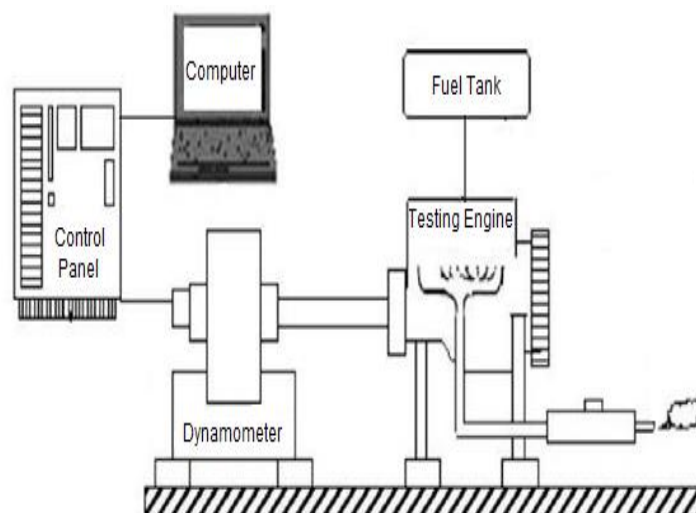 Computer
Fuel Tank
Testing Engine
Control
Panel
Dynamometer